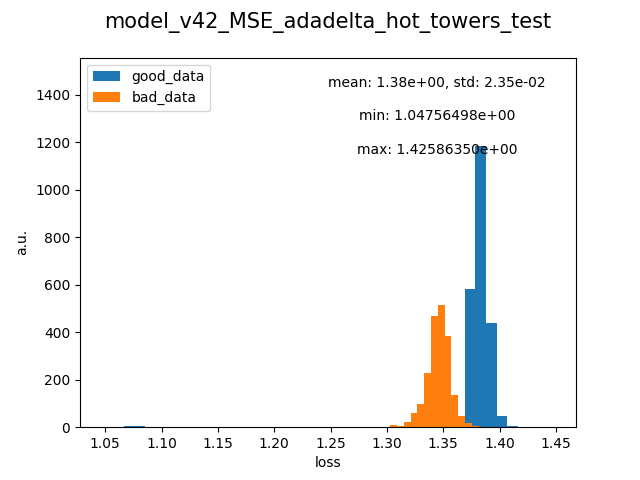 model_v42_MSE_adadelta_hot_towers_test
good_data
bad_data
mean: 1.38e+00, std: 2.35e-02
min: 1.04756498e+00
max: 1.42586350e+00
1400
1200
1000
800
600
400
200
0
a.u.
1.05 1.10 1.15 1.20 1.25 1.30 1.35 1.40 1.45
loss